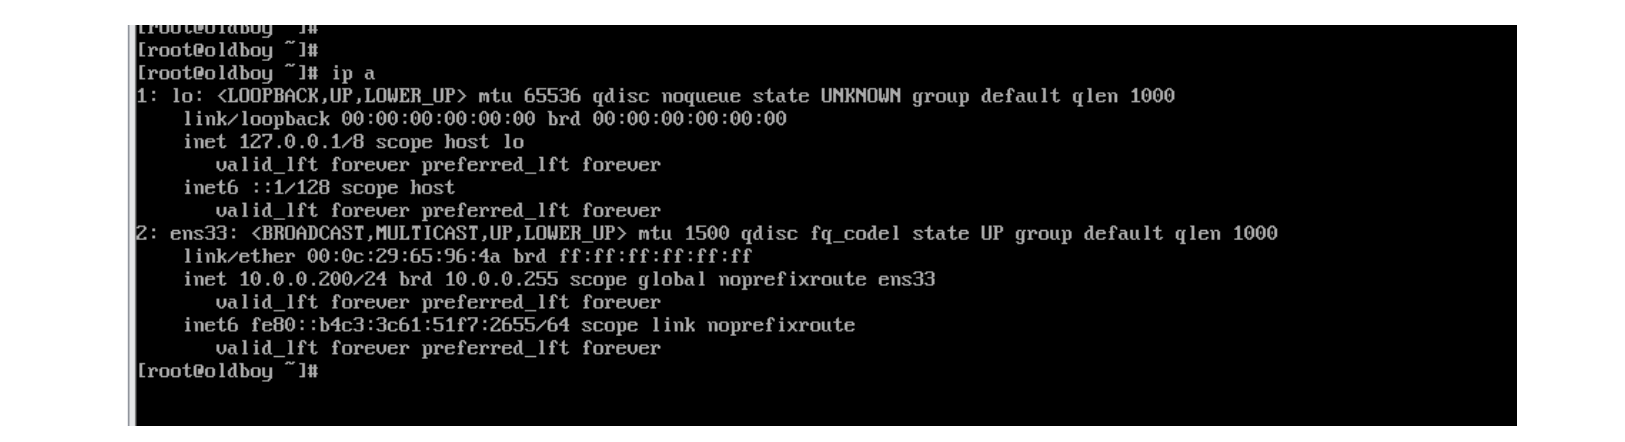 [root@oldboy ~]#
[root@oldboy ~]#
[root@oldboy ~]# ip a
1: lo: <LOOPBACK,UP,LOWER_UP> mtu 65536 qdisc noqueue state UNKNOWN group default qlen 1000
    link/loopback 00:00:00:00:00:00 brd 00:00:00:00:00:00
    inet 127.0.0.1/8 scope host lo
       valid_lft forever preferred_lft forever
    inet6 ::1/128 scope host
       valid_lft forever preferred_lft forever
2: ens33: <BROADCAST,MULTICAST,UP,LOWER_UP> mtu 1500 qdisc fq_codel state UP group default qlen 1000
    link/ether 00:0c:29:65:96:4a brd ff:ff:ff:ff:ff:ff
    inet 10.0.0.200/24 brd 10.0.0.255 scope global noprefixroute ens33
       valid_lft forever preferred_lft forever
    inet6 fe80::b4c3:3c61:51f7:2655/64 scope link noprefixroute
       valid_lft forever preferred_lft forever
[root@oldboy ~]#